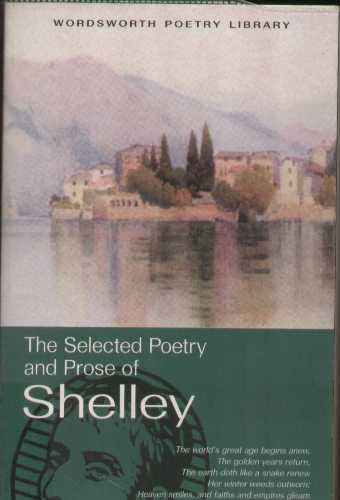 WORDSWORTH POETRY LIBRARY
The Selected Poetry
and Prose of
Shelley
The world's great age begins anew,
The golden years return,
The earth doth like a snake renew
Her winter weeds outworn:
Heaven smiles, and faiths and empires gleam